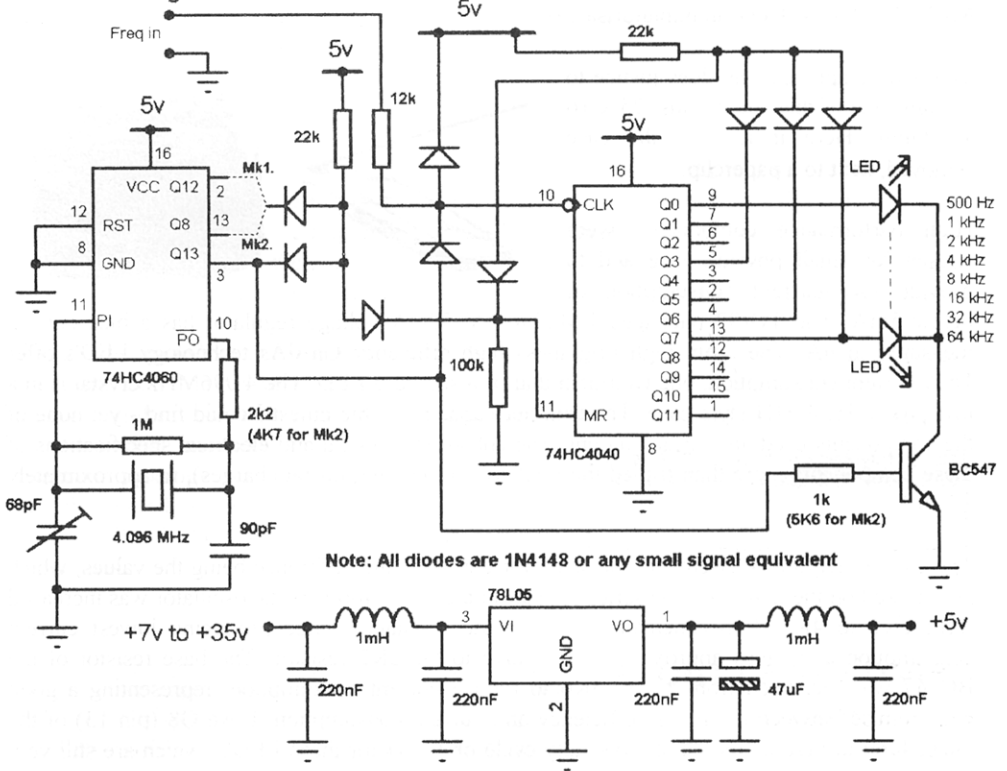 Freq in
5v
5v
5v
22k
22k
12k
5v
16
VCC
Q12
2
Mk1.
12
RST
Q8
13
Mk2.
8
GND
Q13
3
11
PI
PO
10
74HC4060
5v
16
10
CLK
Q0
9
Q1
7
Q2
6
Q3
5
Q4
3
Q5
2
Q6
4
Q7
13
Q8
12
Q9
14
Q10
15
Q11
1
11
MR
8
74HC4040
LED
LED
500 Hz
1 kHz
2 kHz
4 kHz
8 kHz
16 kHz
32 kHz
64 kHz
100k
2k2
(4K7 for Mk2)
1M
68pF
4.096 MHz
90pF
1k
(5K6 for Mk2)
BC547
Note: All diodes are 1N4148 or any small signal equivalent
+7v to +35v
1mH
220nF
220nF
78L05
3
VI
VO
1
GND
2
220nF
47uF
1mH
220nF
+5v